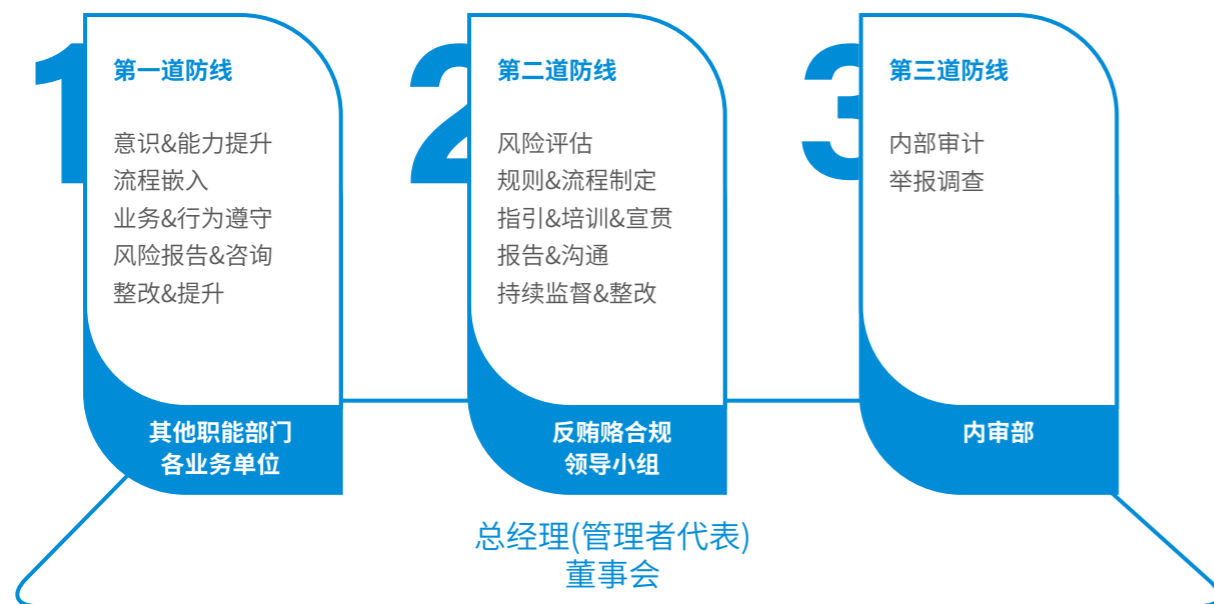 1
第一道防线
意识&能力提升
流程嵌入
业务&行为遵守
风险报告&咨询
整改&提升
其他职能部门
各业务单位
2
第二道防线
风险评估
规则&流程制定
指引&培训&宣贯
报告&沟通
持续监督&整改
反贿赂合规
领导小组
3
第三道防线
内部审计
举报调查
内审部
总经理(管理者代表)
董事会